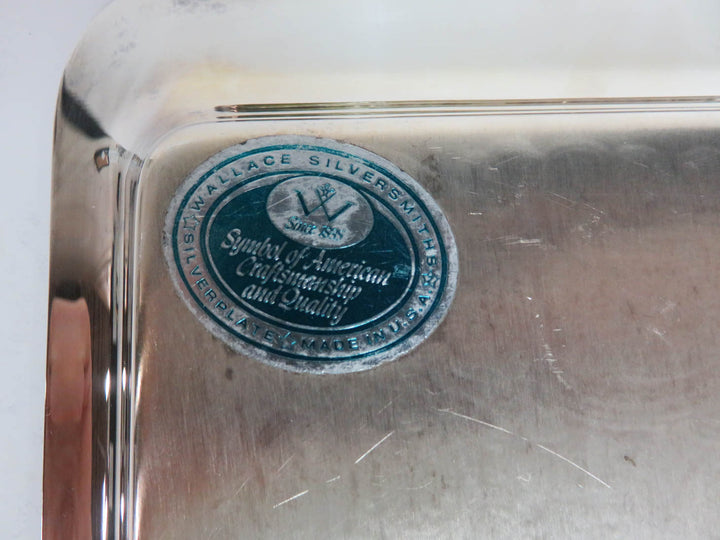 WALLACE SILVERSMITHS
W
Since 1835
Symbol of American
Craftsmanship
and Quality
SILVERPLATE MADE IN U.S.A.